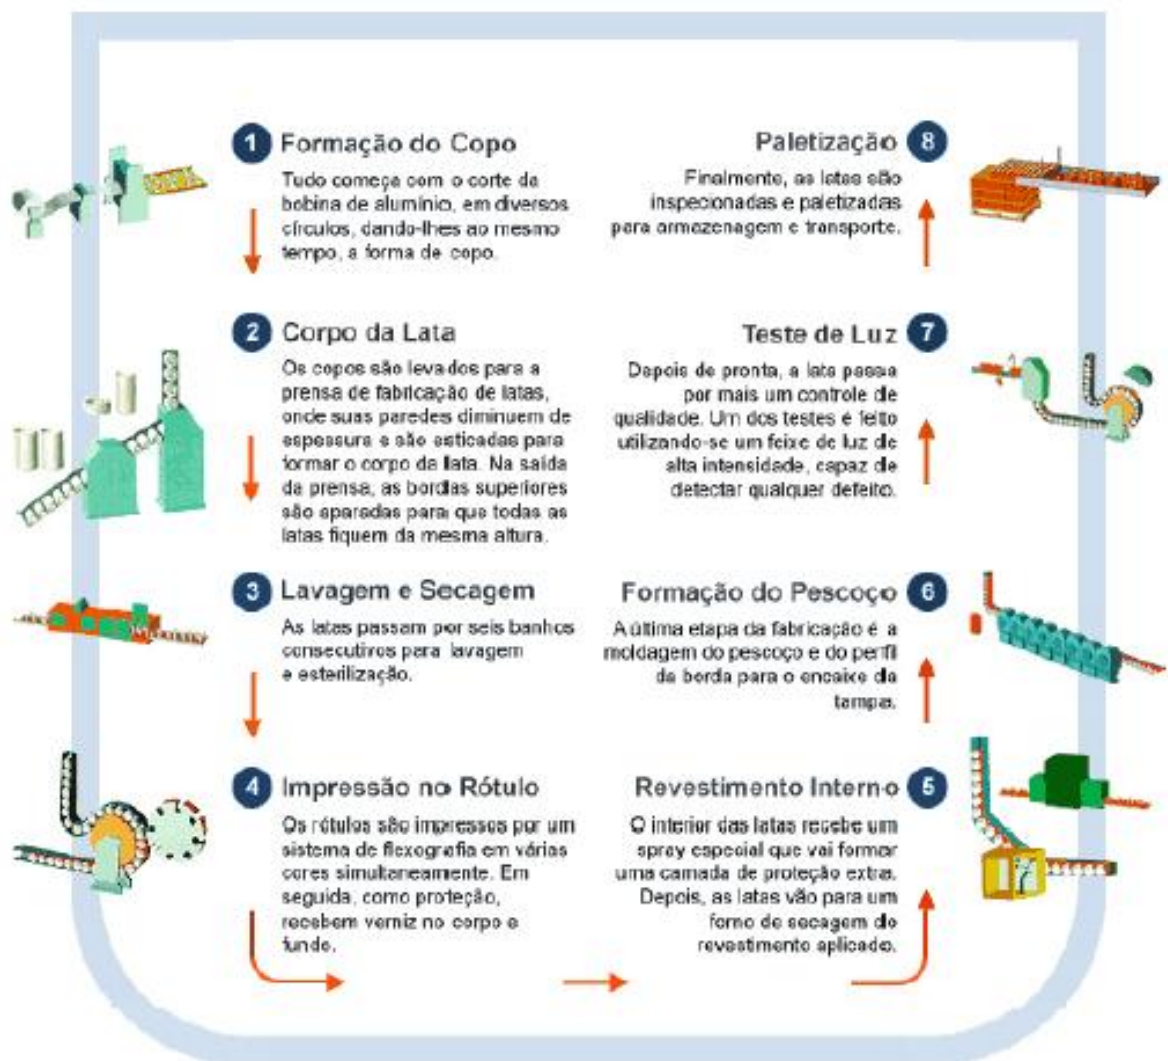 1 Formação do Copo
Tudo começa com o corte da
bobina de alumínio, em diversos
círculos, dando-lhes ao mesmo
tempo, a forma de copo.
2 Corpo da Lata
Os copos são levados para a
prensa de fabricação de latas,
onde suas paredes diminuem de
espessura e são esticadas para
formar o corpo da lata. Na saída
da prensa, as bordas superiores
são aparadas para que todas as
latas fiquem da mesma altura.
3 Lavagem e Secagem
As latas passam por seis banhos
consecutivos para lavagem
e esterilização.
4 Impressão no Rótulo
Os rótulos são impressos por um
sistema de flexografia em várias
cores simultaneamente. Em
seguida, como proteção,
recebem verniz no corpo e
fundo.
Revestimento Interno 5
O interior das latas recebe um
spray especial que vai formar
uma camada de proteção extra.
Depois, as latas vão para um
forno de secagem do
revestimento aplicado.
Formação do Pescoço 6
A última etapa da fabricação é a
moldagem do pescoço e do perfil
da borda para o encaixe da
tampa.
Teste de Luz 7
Depois de pronta, a lata passa
por mais um controle de
qualidade. Um dos testes é feito
utilizando-se um feixe de luz de
alta intensidade, capaz de
detectar qualquer defeito.
Paletização 8
Finalmente, as latas são
inspecionadas e paletizadas
para armazenagem e transporte.